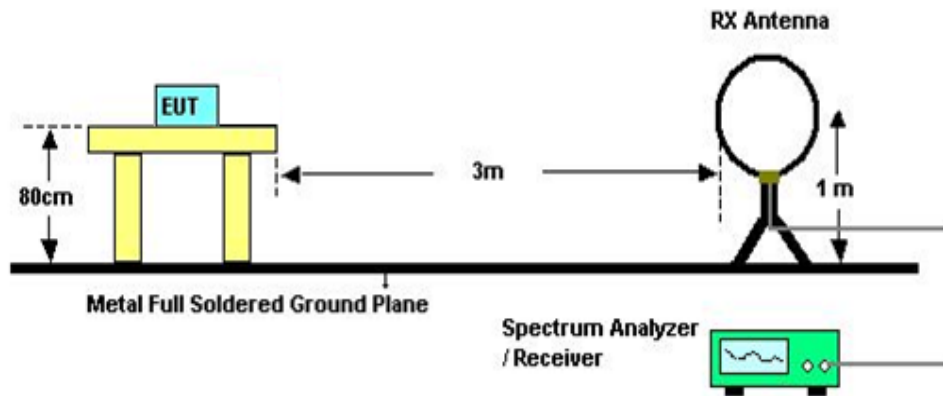 RX Antenna
EUT
3m
80cm
1 m
Metal Full Soldered Ground Plane
Spectrum Analyzer
/ Receiver